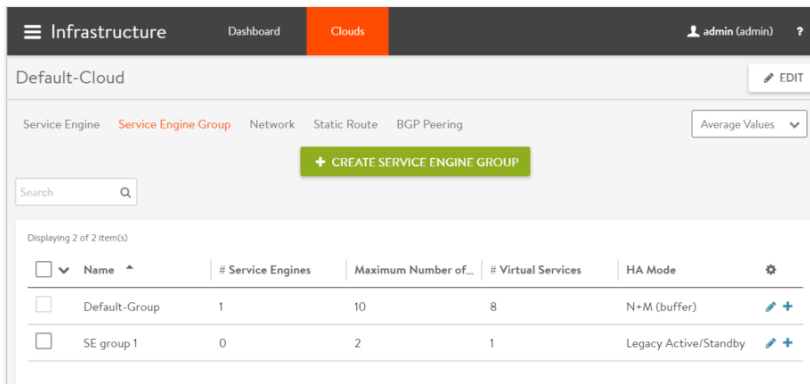 Infrastructure Dashboard Clouds admin (admin) ?
Default-Cloud EDIT
Service Engine Service Engine Group Network Static Route BGP Peering Average Values
+ CREATE SERVICE ENGINE GROUP
Search
Displaying 2 of 2 item(s)
Name # Service Engines Maximum Number of... # Virtual Services HA Mode
Default-Group 1 10 8 N+M (buffer)
SE group 1 0 2 1 Legacy Active/Standby